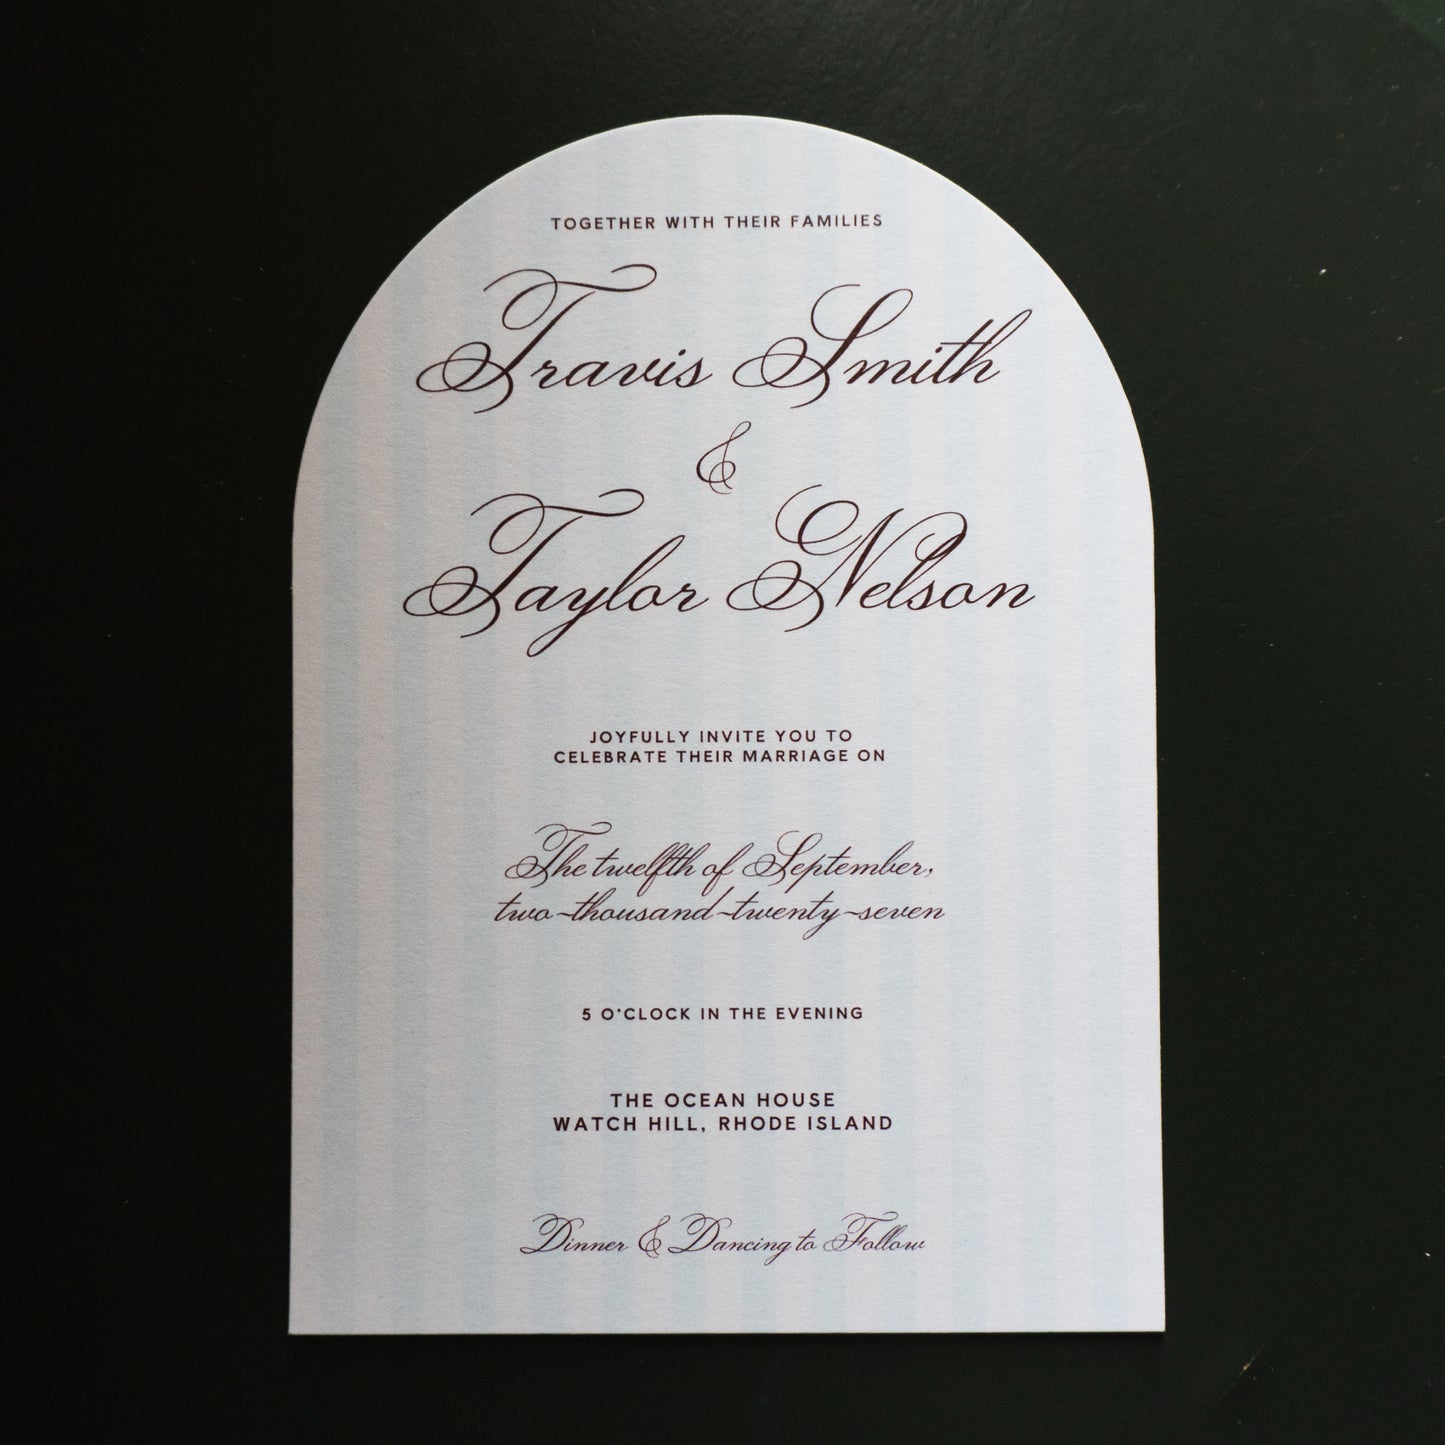 TOGETHER WITH THEIR FAMILIES
Travis Smith
&
Taylor Nelson
JOYFULLY INVITE YOU TO
CELEBRATE THEIR MARRIAGE ON
The twelfth of September,
two-thousand-twenty-seven
5 O'CLOCK IN THE EVENING
THE OCEAN HOUSE
WATCH HILL, RHODE ISLAND
Dinner & Dancing to Follow